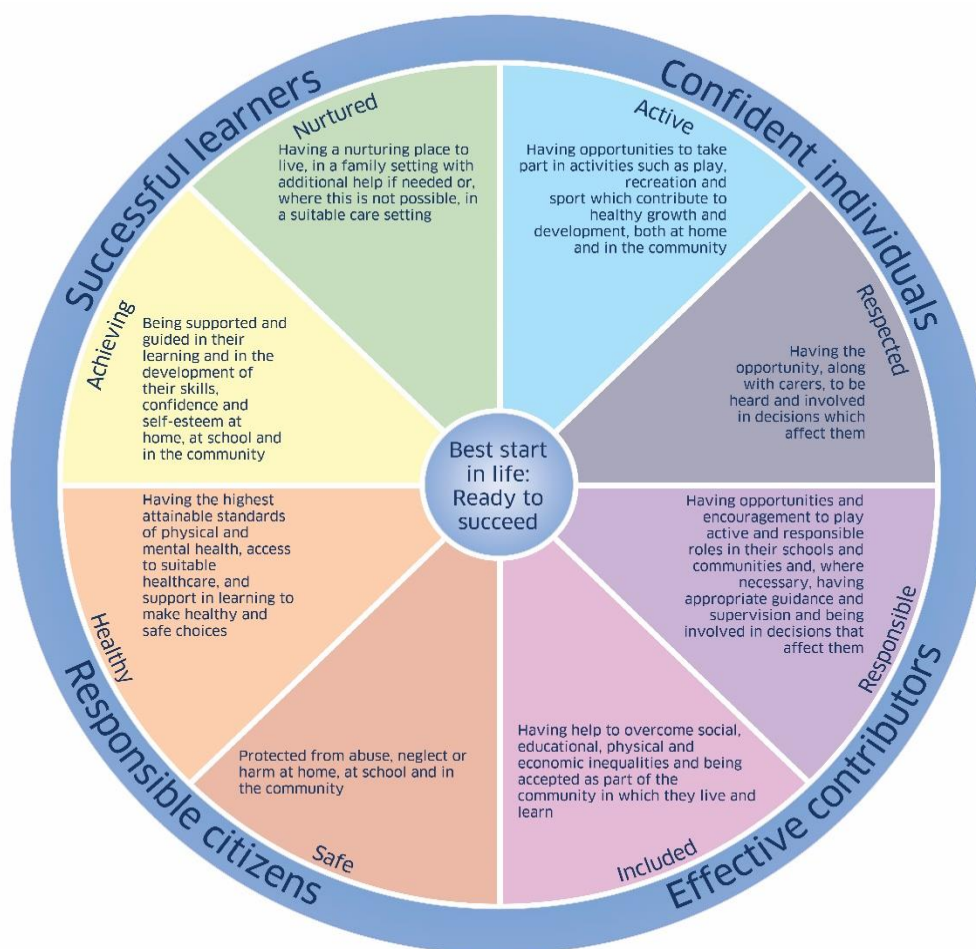 Successful learners
Confident individuals
Nurtured
Having a nurturing place to
live, in a family setting with
additional help if needed or,
where this is not possible, in
a suitable care setting
Active
Having opportunities to take
part in activities such as play,
recreation and
sport which contribute to
healthy growth and
development, both at home
and in the community
Achieving
Being supported and
guided in their
learning and in the
development of
their skills,
confidence and
self-esteem at
home, at school and
in the community
Respected
Having the
opportunity, along
with carers, to be
heard and involved
in decisions which
affect them
Best start
in life:
Ready to
succeed
Healthy
Having the highest
attainable standards
of physical and
mental health, access
to suitable
healthcare, and
support in learning to
make healthy and
safe choices
Responsible
Having opportunities and
encouragement to play
active and responsible
roles in their schools and
communities and, where
necessary, having
appropriate guidance and
supervision and being
involved in decisions that
affect them
Safe
Protected from abuse, neglect or
harm at home, at school and in
the community
Included
Having help to overcome social,
educational, physical and
economic inequalities and being
accepted as part of the
community in which they live and
learn
Responsible citizens
Effective contributors